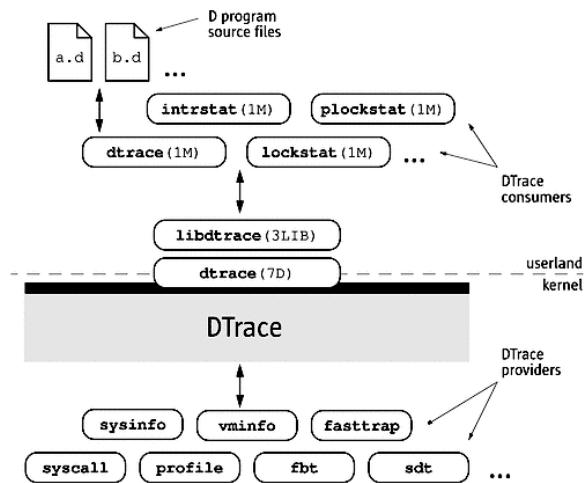 D program
source files
a.d b.d ...
intrstat(1M) plockstat(1M)
dtrace(1M) lockstat(1M) ...
DTrace
consumers
libdtrace(3LIB)
dtrace(7D)
userland
kernel
DTrace
DTrace
providers
sysinfo vminfo fasttrap
syscall profile fbt sdt ...